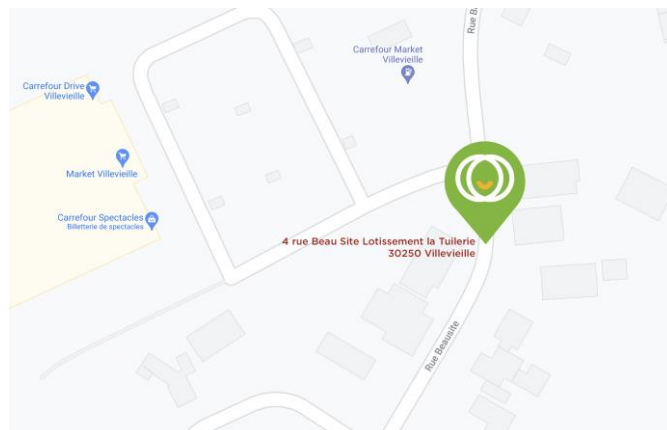 Rue B
Carrefour Market
Villevieille
Carrefour Drive
Villevieille
Market Villevieille
Carrefour Spectacles
Billetterie de spectacles
4 rue Beau Site Lotissement la Tuilerie
30250 Villevieille
Rue Beausite